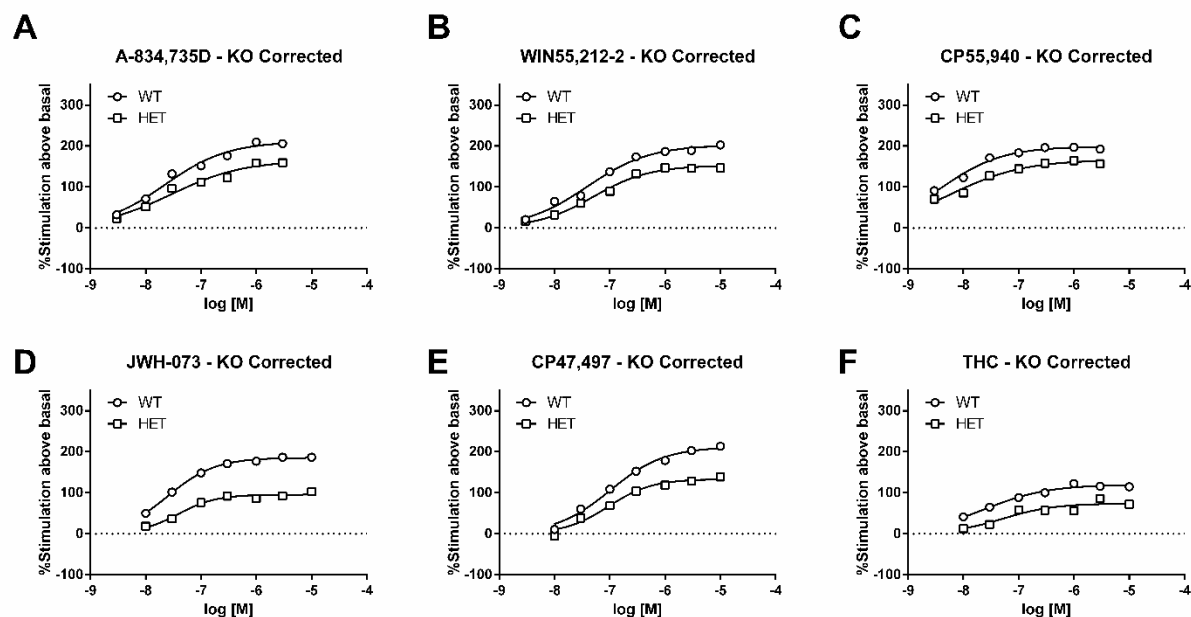 A
A-834,735D - KO Corrected
%Stimulation above basal
300
200
100
0
-100
WT
HET
-9
-8
-7
-6
-5
-4
log [M]
B
WIN55,212-2 - KO Corrected
%Stimulation above basal
300
200
100
0
-100
WT
HET
-9
-8
-7
-6
-5
-4
log [M]
C
CP55,940 - KO Corrected
%Stimulation above basal
300
200
100
0
-100
WT
HET
-9
-8
-7
-6
-5
-4
log [M]
D
JWH-073 - KO Corrected
%Stimulation above basal
300
200
100
0
-100
WT
HET
-9
-8
-7
-6
-5
-4
log [M]
E
CP47,497 - KO Corrected
%Stimulation above basal
300
200
100
0
-100
WT
HET
-9
-8
-7
-6
-5
-4
log [M]
F
THC - KO Corrected
%Stimulation above basal
300
200
100
0
-100
WT
HET
-9
-8
-7
-6
-5
-4
log [M]